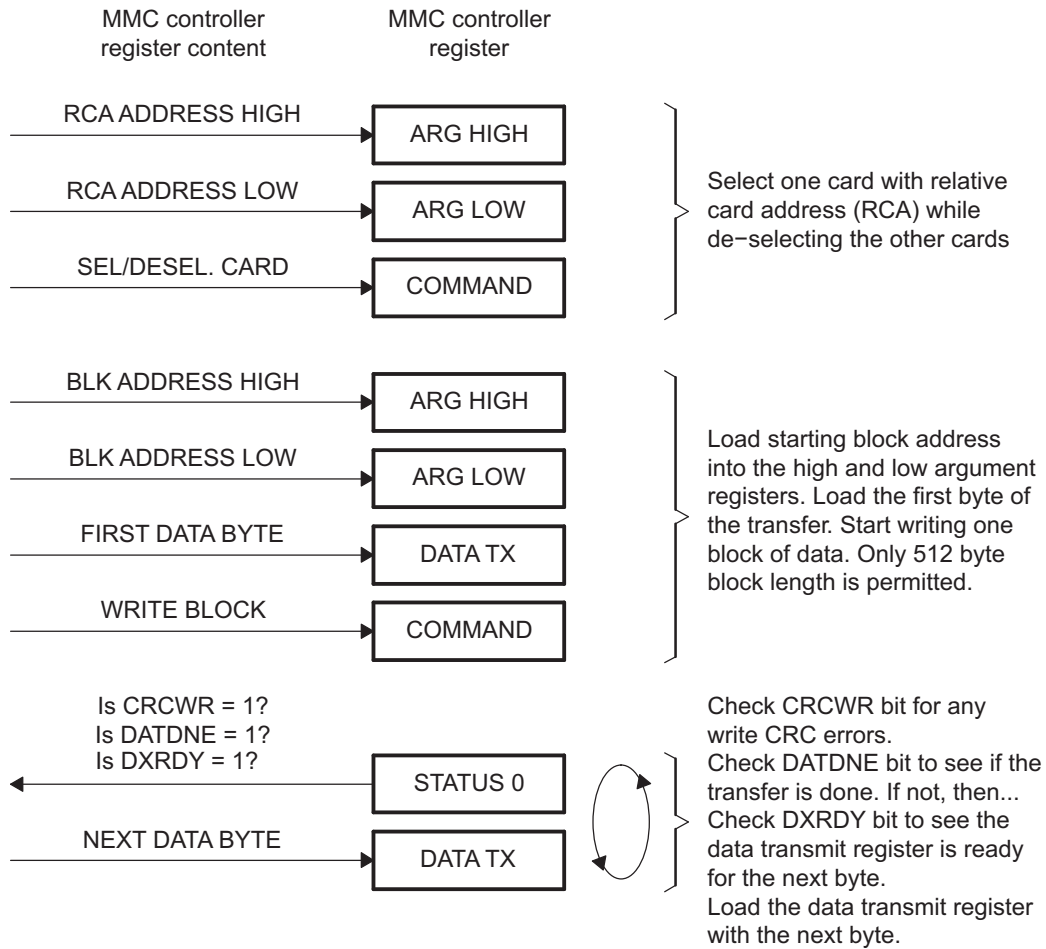 MMC controller
register content
MMC controller
register
RCA ADDRESS HIGH
ARG HIGH
RCA ADDRESS LOW
ARG LOW
SEL/DESEL. CARD
COMMAND
Select one card with relative
card address (RCA) while
de−selecting the other cards
BLK ADDRESS HIGH
ARG HIGH
BLK ADDRESS LOW
ARG LOW
FIRST DATA BYTE
DATA TX
WRITE BLOCK
COMMAND
Load starting block address
into the high and low argument
registers. Load the first byte of
the transfer. Start writing one
block of data. Only 512 byte
block length is permitted.
Is CRCWR = 1?
Is DATDNE = 1?
Is DXRDY = 1?
STATUS 0
NEXT DATA BYTE
DATA TX
Check CRCWR bit for any
write CRC errors.
Check DATDNE bit to see if the
transfer is done. If not, then...
Check DXRDY bit to see the
data transmit register is ready
for the next byte.
Load the data transmit register
with the next byte.